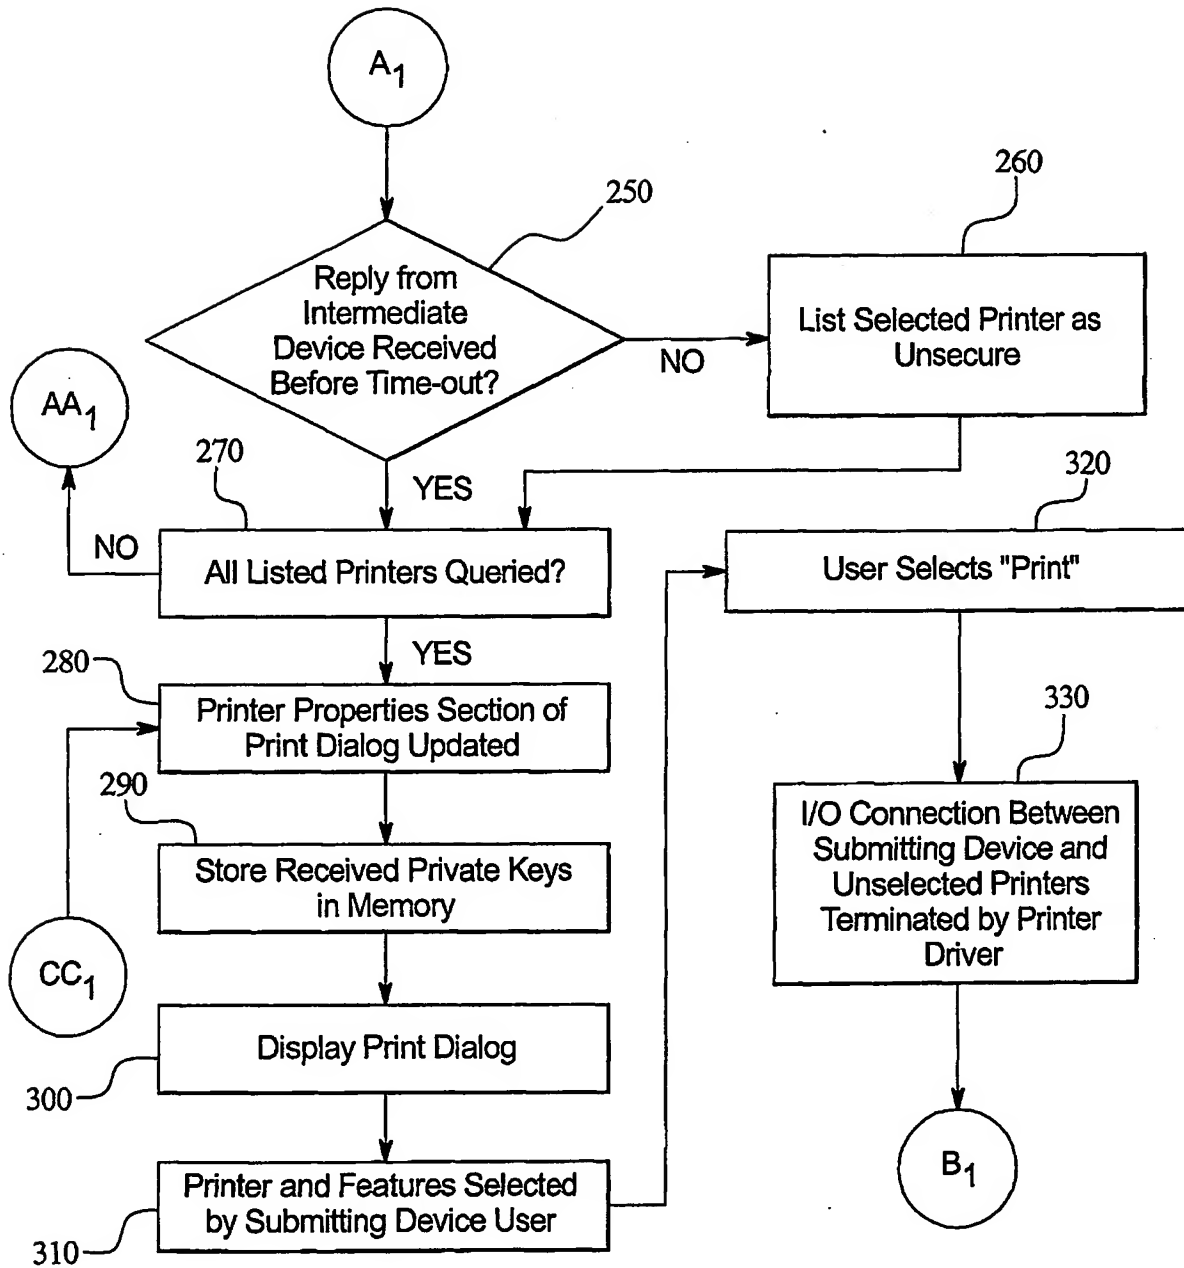 A1
250
Reply from
Intermediate
Device Received
Before Time-out?
NO
260
List Selected Printer as
Unsecure
AA1
270
YES
NO
All Listed Printers Queried?
YES
280
Printer Properties Section of
Print Dialog Updated
290
Store Received Private Keys
in Memory
CC1
Display Print Dialog
300
Printer and Features Selected
by Submitting Device User
310
320
User Selects "Print"
330
I/O Connection Between
Submitting Device and
Unselected Printers
Terminated by Printer
Driver
B1